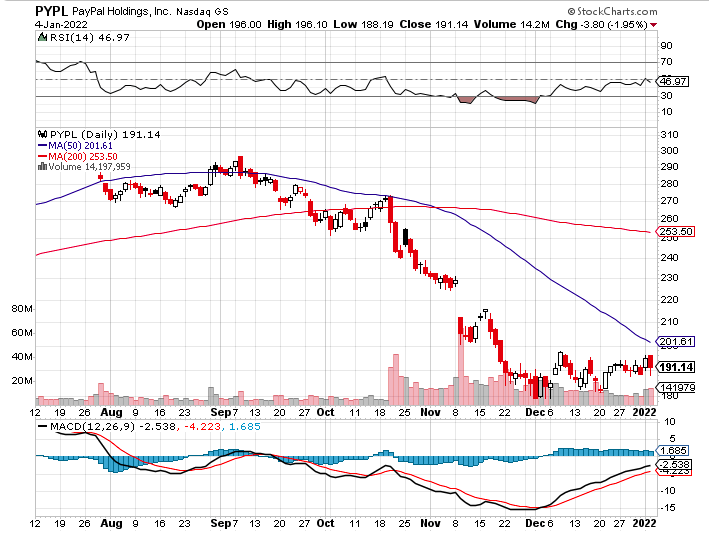 PYPL PayPal Holdings, Inc. Nasdaq GS © StockCharts.com
4-Jan-2022 Open 196.00 High 196.10 Low 188.19 Close 191.14 Volume 14.2M Chg -3.80 (-1.95%)
RSI(14) 46.97
90
70
50
46.97
30
10
PYPL (Daily) 191.14
MA(50) 201.61
MA(200) 253.50
Volume 14,197,959
310
300
290
280
270
260
253.50
250
240
230
220
210
201.61
191.14
141979
180
80M
60M
40M
20M
12 19 26 Aug 9 16 23 Sep 7 13 20 27 Oct 11 18 25 Nov 8 15 22 Dec 6 13 20 27 2022
MACD(12,26,9) -2.538, -4.223, 1.685
10
5
1.685
-2.538
-4.223
-10
-15
12 19 26 Aug 9 16 23 Sep 7 13 20 27 Oct 11 18 25 Nov 8 15 22 Dec 6 13 20 27 2022